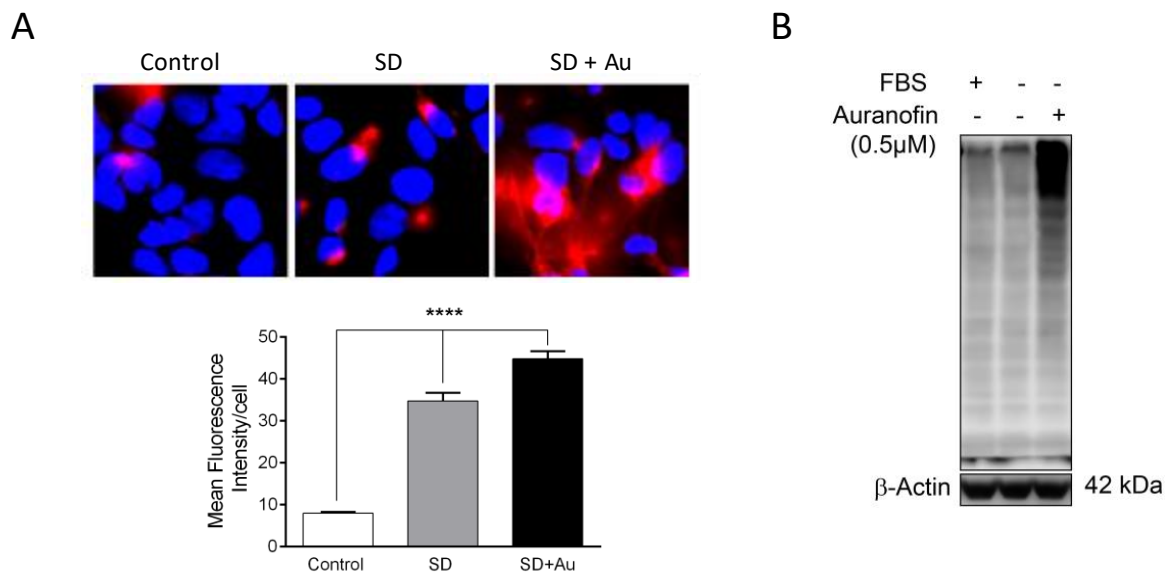 A
Control SD SD + Au
****
50
40
30
20
10
0
Mean Fluorescence
Intensity/cell
Control SD SD+Au
B
FBS + - -
Auranofin - - +
(0.5μM)
β-Actin 42 kDa